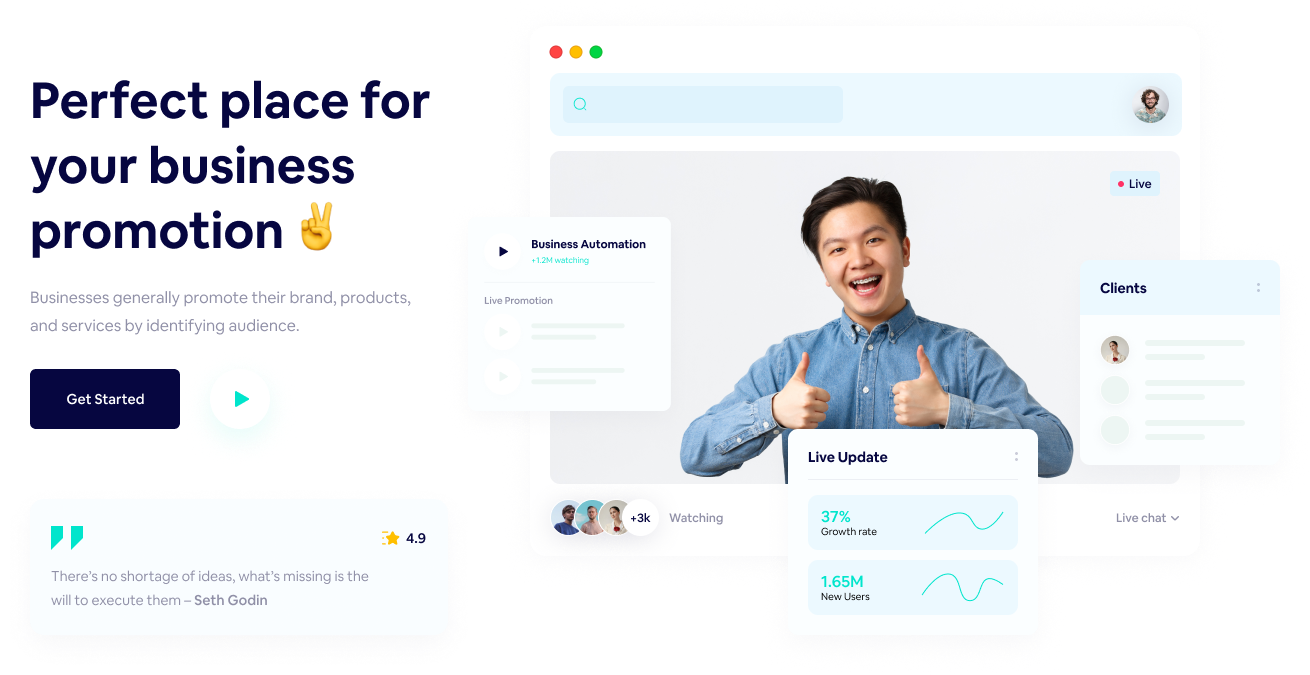 Perfect place for
your business
promotion ✌️
Businesses generally promote their brand, products,
and services by identifying audience.
Get Started
4.9
There’s no shortage of ideas, what’s missing is the
will to execute them – Seth Godin
Live
Business Automation
+1.2M watching
Live Promotion
Clients
Live Update
37%
Growth rate
1.65M
New Users
+3k
Watching
Live chat